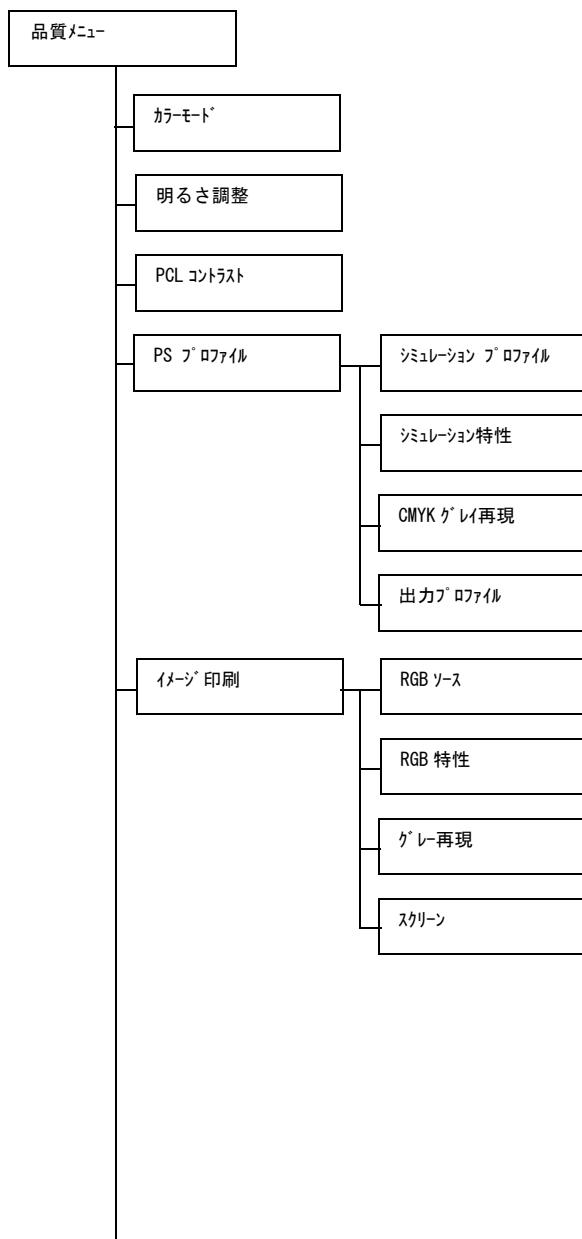 品質ﾒﾆｭｰ
ｶﾗｰﾓｰﾄﾞ
明るさ調整
PCL ｺﾝﾄﾗｽﾄ
PS ﾌﾟﾛﾌｧｲﾙ
ｼﾐｭﾚｰｼｮﾝ ﾌﾟﾛﾌｧｲﾙ
ｼﾐｭﾚｰｼｮﾝ特性
CMYK ｸﾞﾚｲ再現
出力ﾌﾟﾛﾌｧｲﾙ
ｲﾒｰｼﾞ印刷
RGB ｿｰｽ
RGB 特性
ｸﾞﾚｰ再現
ｽｸﾘｰﾝ